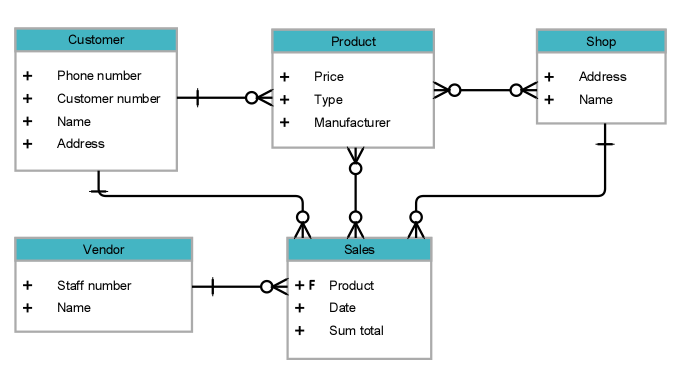 Customer
+ Phone number
+ Customer number
+ Name
+ Address
Product
+ Price
+ Type
+ Manufacturer
Shop
+ Address
+ Name
Vendor
+ Staff number
+ Name
Sales
+ F Product
+ Date
+ Sum total